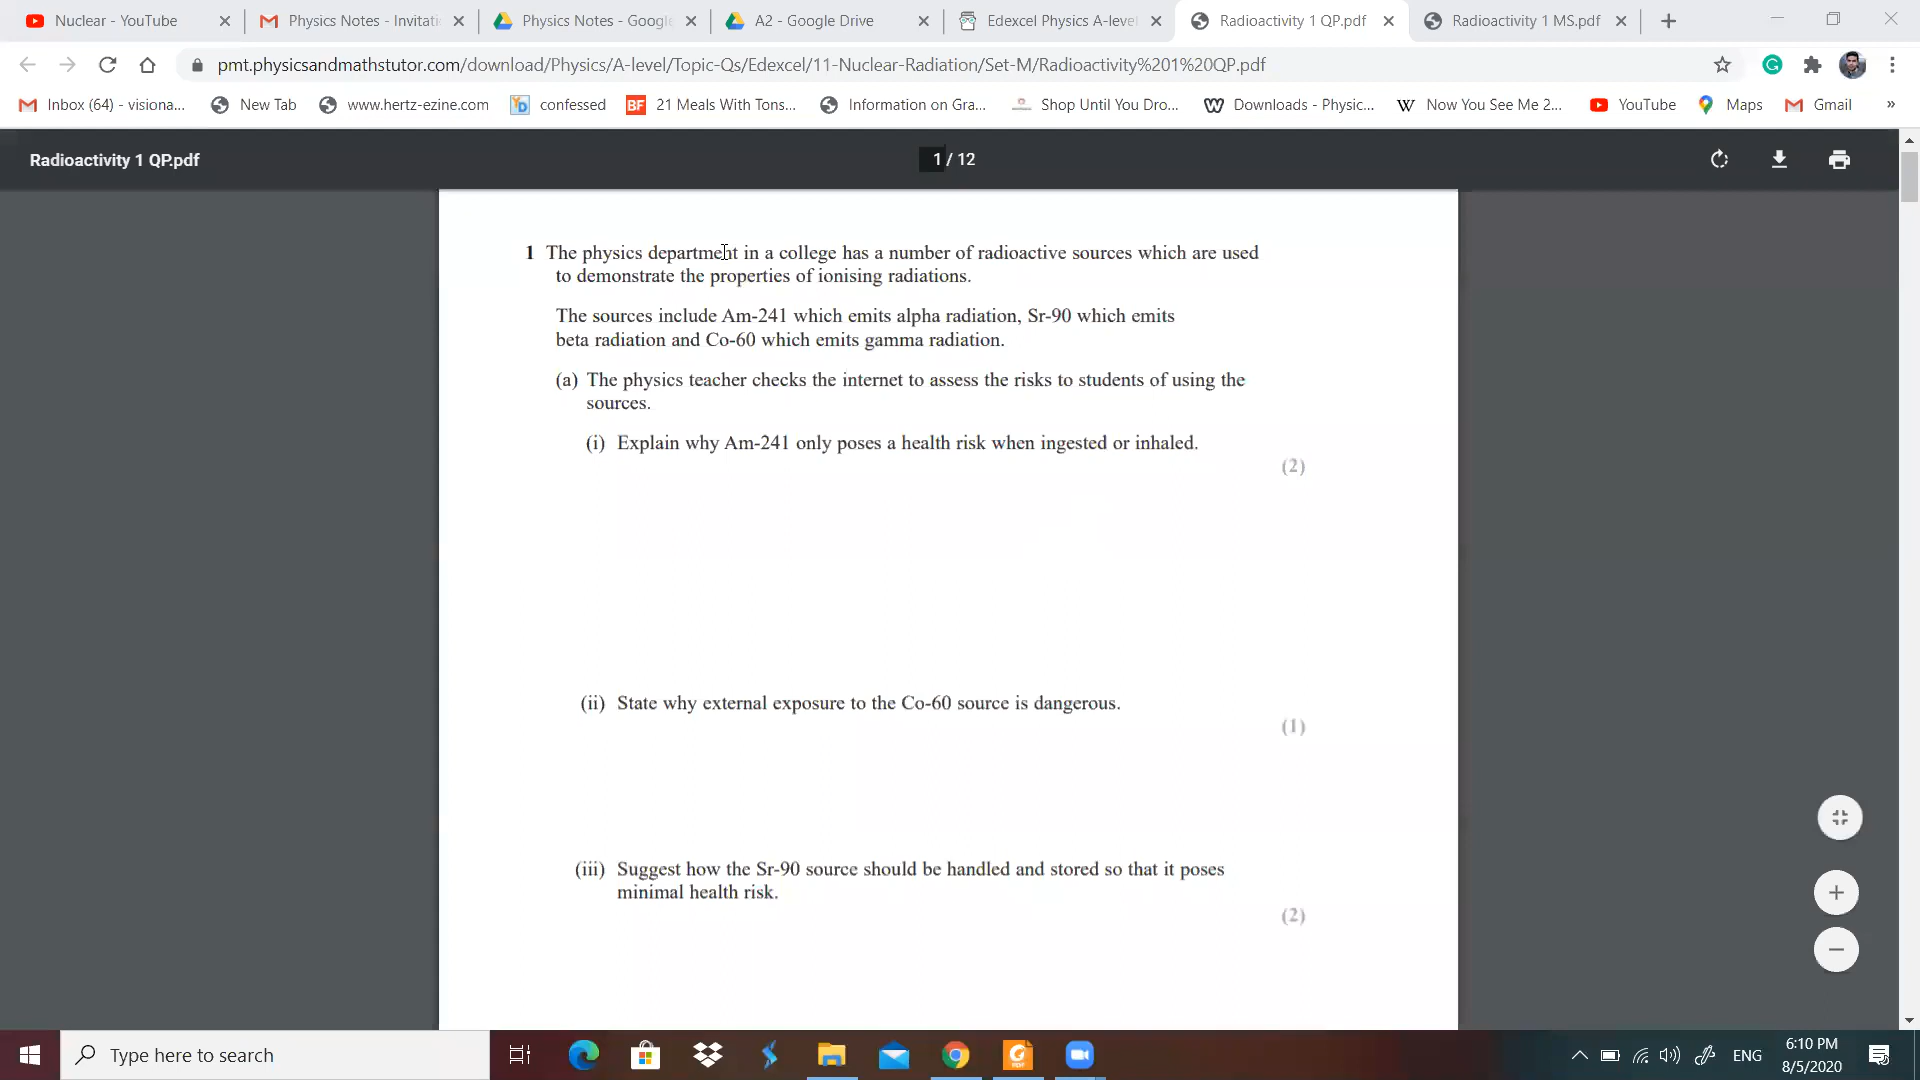 Nuclear - YouTube
Physics Notes - Invitati
Physics Notes - Google
A2 - Google Drive
Edexcel Physics A-level
Radioactivity 1 QP.pdf
Radioactivity 1 MS.pdf
pmt.physicsandmathstutor.com/download/Physics/A-level/Topic-Qs/Edexcel/11-Nuclear-Radiation/Set-M/Radioactivity%201%20QP.pdf
Inbox (64) - visiona...
New Tab
www.hertz-ezine.com
confessed
BF
21 Meals With Tons...
Information on Gra...
Shop Until You Dro...
Downloads - Physic...
W
Now You See Me 2...
YouTube
Maps
Gmail
»
Radioactivity 1 QP.pdf
1 / 12
1 The physics department in a college has a number of radioactive sources which are used
to demonstrate the properties of ionising radiations.
The sources include Am-241 which emits alpha radiation, Sr-90 which emits
beta radiation and Co-60 which emits gamma radiation.
(a) The physics teacher checks the internet to assess the risks to students of using the
sources.
(i) Explain why Am-241 only poses a health risk when ingested or inhaled.
(2)
(ii) State why external exposure to the Co-60 source is dangerous.
(1)
(iii) Suggest how the Sr-90 source should be handled and stored so that it poses
minimal health risk.
(2)
Type here to search
ENG
6:10 PM
8/5/2020